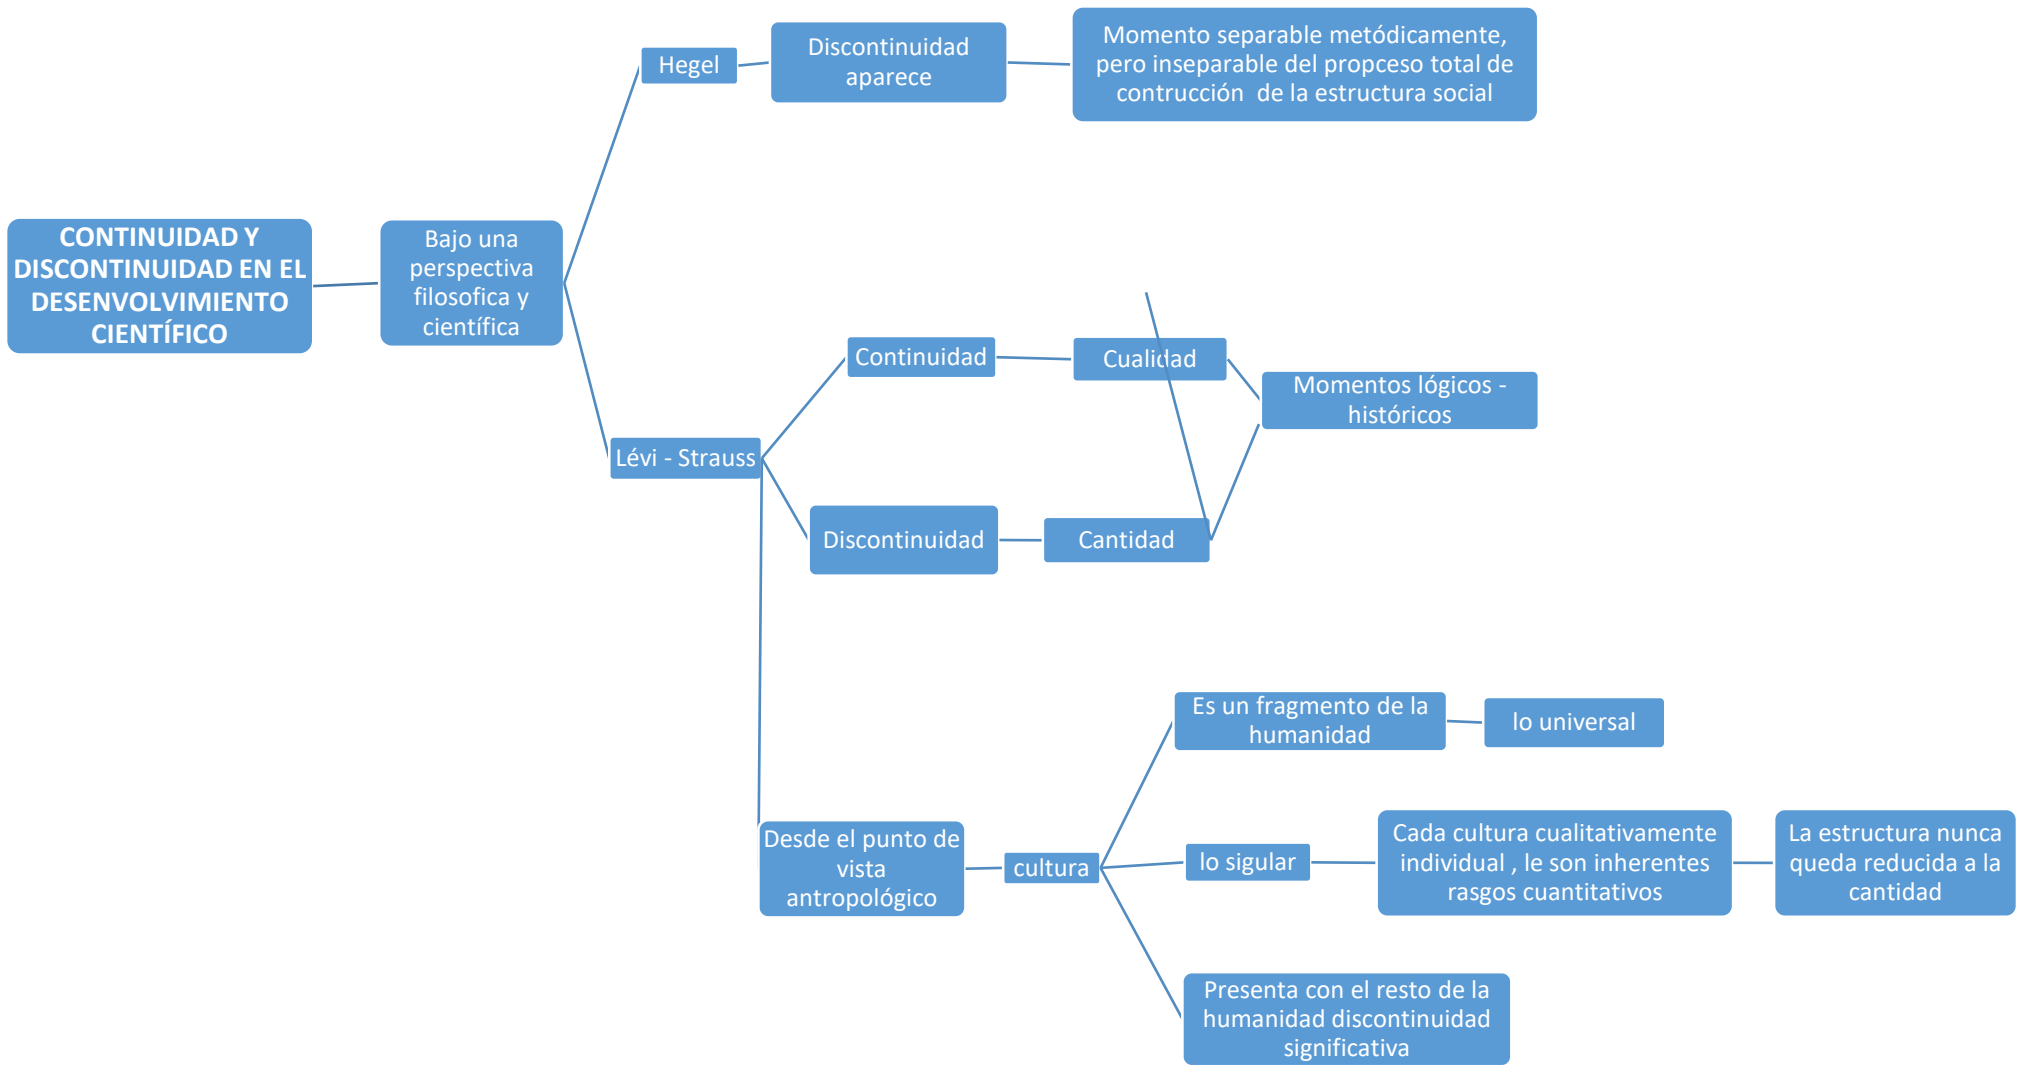 CONTINUIDAD Y
DISCONTINUIDAD EN EL
DESENVOLVIMIENTO
CIENTÍFICO
Bajo una
perspectiva
filosofica y
científica
Hegel
Discontinuidad
aparece
Momento separable metódicamente,
pero inseparable del propceso total de
contrucción de la estructura social
Lévi - Strauss
Continuidad
Cualidad
Momentos lógicos -
históricos
Discontinuidad
Cantidad
Desde el punto de
vista
antropológico
cultura
Es un fragmento de la
humanidad
lo universal
lo sigular
Cada cultura cualitativamente
individual , le son inherentes
rasgos cuantitativos
La estructura nunca
queda reducida a la
cantidad
Presenta con el resto de la
humanidad discontinuidad
significativa